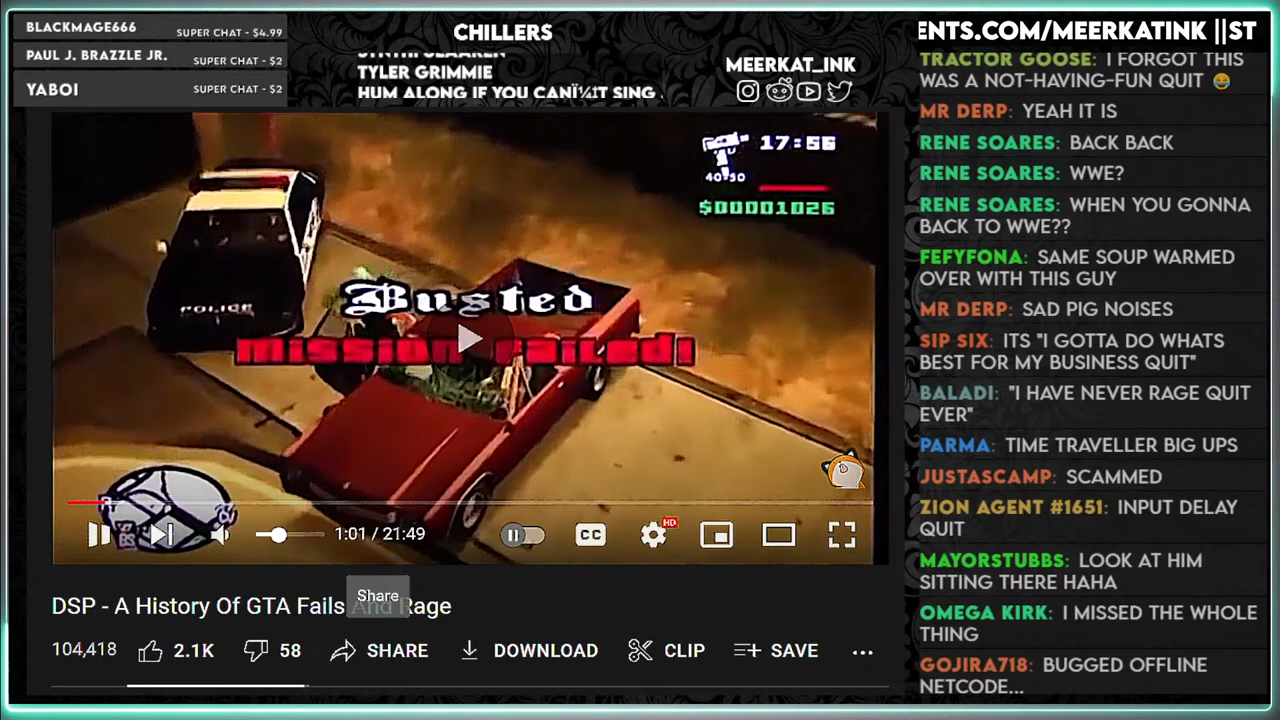 BLACKMAGE666
SUPER CHAT - $4.99
PAUL J. BRAZZLE JR.
SUPER CHAT - $2
YABOI
SUPER CHAT - $2
CHILLERS
TYLER GRIMMIE
HUM ALONG IF YOU CANÏ¼T SING
MEERKAT_INK
ENTS.COM/MEERKATINK ||ST
TRACTOR GOOSE: I FORGOT THIS
WAS A NOT-HAVING-FUN QUIT 😂
MR DERP: YEAH IT IS
RENE SOARES: BACK BACK
RENE SOARES: WWE?
RENE SOARES: WHEN YOU GONNA
BACK TO WWE??
FEFYFONA: SAME SOUP WARMED
OVER WITH THIS GUY
MR DERP: SAD PIG NOISES
SIP SIX: ITS "I GOTTA DO WHATS
BEST FOR MY BUSINESS QUIT"
BALADI: "I HAVE NEVER RAGE QUIT
EVER"
PARMA: TIME TRAVELLER BIG UPS
JUSTASCAMP: SCAMMED
ZION AGENT #1651: INPUT DELAY
QUIT
MAYORSTUBBS: LOOK AT HIM
SITTING THERE HAHA
OMEGA KIRK: I MISSED THE WHOLE
THING
GOJIRA718: BUGGED OFFLINE
NETCODE...
17:56
40-50
$00001026
POLICE
Busted
mission failed!
1:01 / 21:49
CC
HD
Share
DSP - A History Of GTA Fails And Rage
104,418
2.1K
58
SHARE
DOWNLOAD
CLIP
SAVE
...